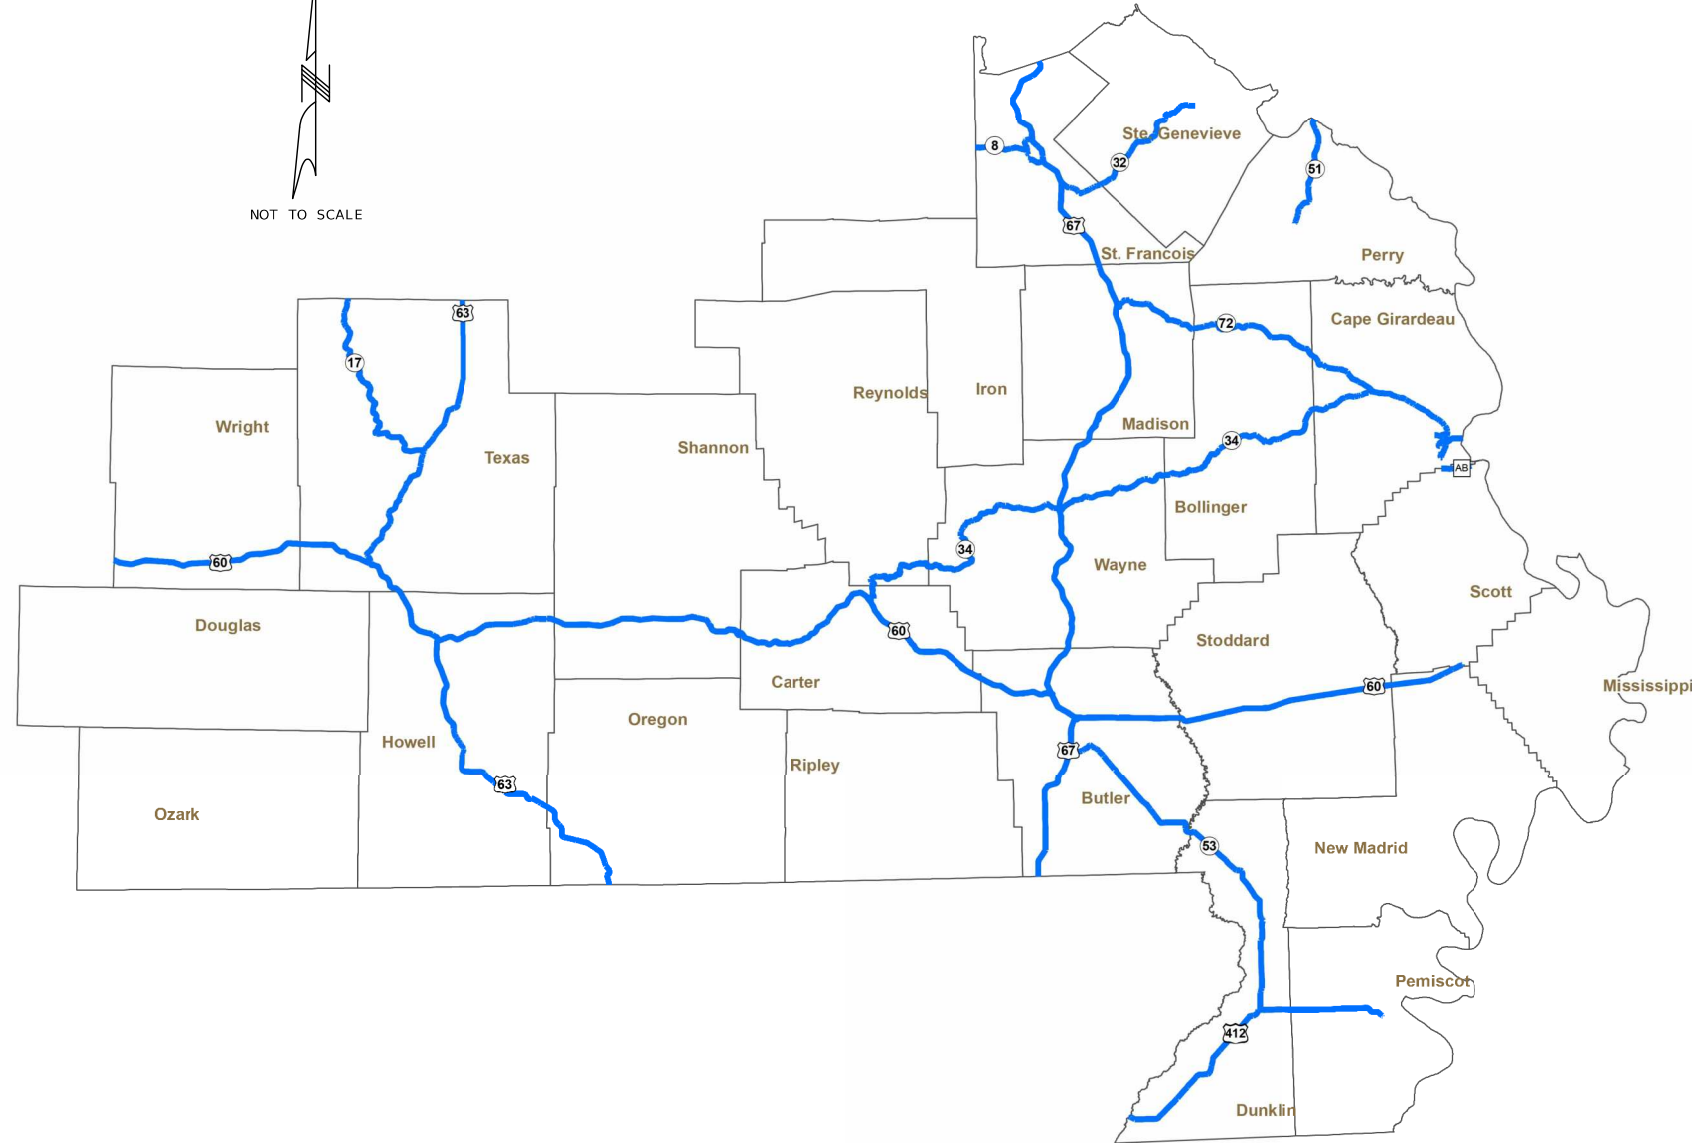 N
NOT TO SCALE
Ste. Genevieve
8
32
51
67
St. Francois
Perry
63
72
Cape Girardeau
17
Reynolds
Iron
Madison
Wright
34
Shannon
Texas
AB
Bollinger
34
60
Wayne
Scott
Douglas
60
Stoddard
Carter
60
Mississippi
Oregon
Howell
67
Ripley
63
Butler
Ozark
53
New Madrid
Pemiscot
412
Dunklin